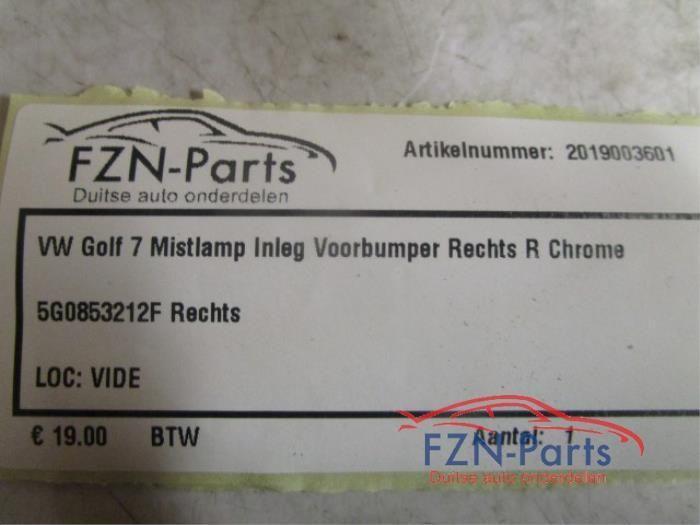 FZN-Parts
Duitse auto onderdelen
Artikelnummer: 2019003601
VW Golf 7 Mistlamp Inleg Voorbumper Rechts R Chrome
5G0853212F Rechts
LOC: VIDE
€ 19.00 BTW Aantal: 1
FZN-Parts
Duitse auto onderdelen